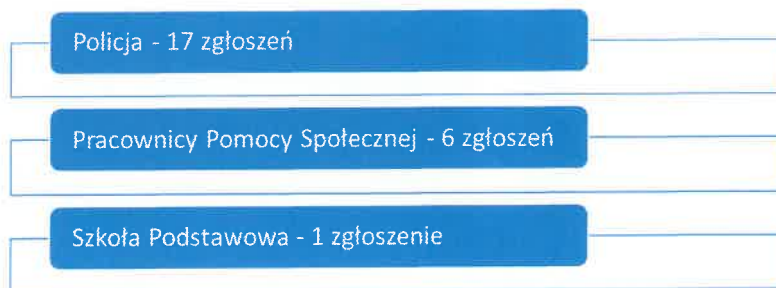 Policja - 17 zgłoszeń
Pracownicy Pomocy Społecznej - 6 zgłoszeń
Szkoła Podstawowa - 1 zgłoszenie